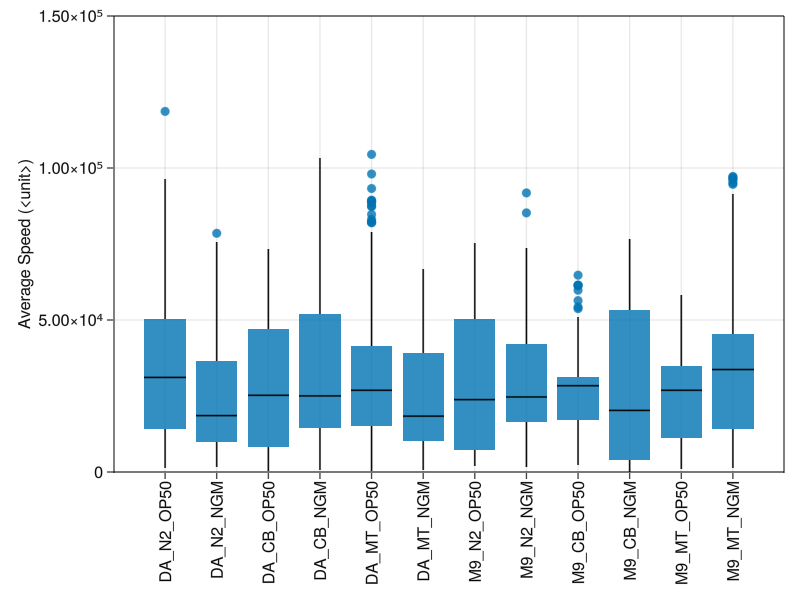 1.50×10⁵
1.00×10⁵
5.00×10⁴
0
Average Speed (<unit>)
DA_N2_OP50
DA_N2_NGM
DA_CB_OP50
DA_CB_NGM
DA_MT_OP50
DA_MT_NGM
M9_N2_OP50
M9_N2_NGM
M9_CB_OP50
M9_CB_NGM
M9_MT_OP50
M9_MT_NGM